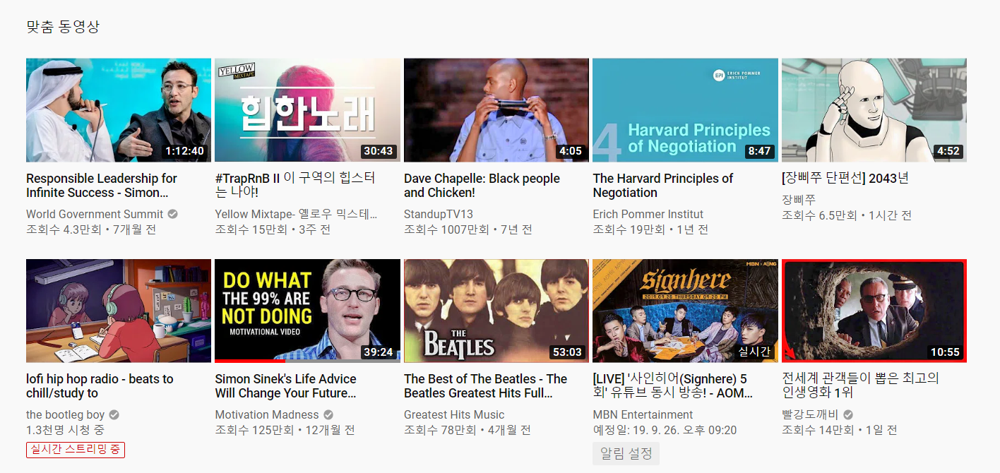 맞춤 동영상
YELLOW
MIXTAPE
힙한노래
1:12:40
30:43
4:05
EPI ERICH POMMER
INSTITUT
4 Harvard Principles
of Negotiation
8:47
4:52
Responsible Leadership for
Infinite Success - Simon...
World Government Summit
조회수 4.3만회 • 7개월 전
#TrapRnB II 이 구역의 힙스터
는 나야!
Yellow Mixtape- 옐로우 믹스테...
조회수 15만회 • 3주 전
Dave Chapelle: Black people
and Chicken!
StandupTV13
조회수 1007만회 • 7년 전
The Harvard Principles of
Negotiation
Erich Pommer Institut
조회수 19만회 • 1년 전
[장삐쭈 단편선] 2043년
장삐쭈
조회수 6.5만회 • 1시간 전
DO WHAT
THE 99% ARE
NOT DOING
MOTIVATIONAL VIDEO
39:24
THE
BEATLES
53:03
MBN x AOMG
Signhere
2019.09.26 THURSDAY 09:20 PM
실시간
10:55
lofi hip hop radio - beats to
chill/study to
the bootleg boy
1.3천명 시청 중
실시간 스트리밍 중
Simon Sinek's Life Advice
Will Change Your Future...
Motivation Madness
조회수 125만회 • 12개월 전
The Best of The Beatles - The
Beatles Greatest Hits Full...
Greatest Hits Music
조회수 78만회 • 4개월 전
[LIVE] '사인히어(Signhere) 5
회' 유튜브 동시 방송! - AOM...
MBN Entertainment
예정일: 19. 9. 26. 오후 09:20
알림 설정
전세계 관객들이 뽑은 최고의
인생영화 1위
빨강도깨비
조회수 14만회 • 1일 전